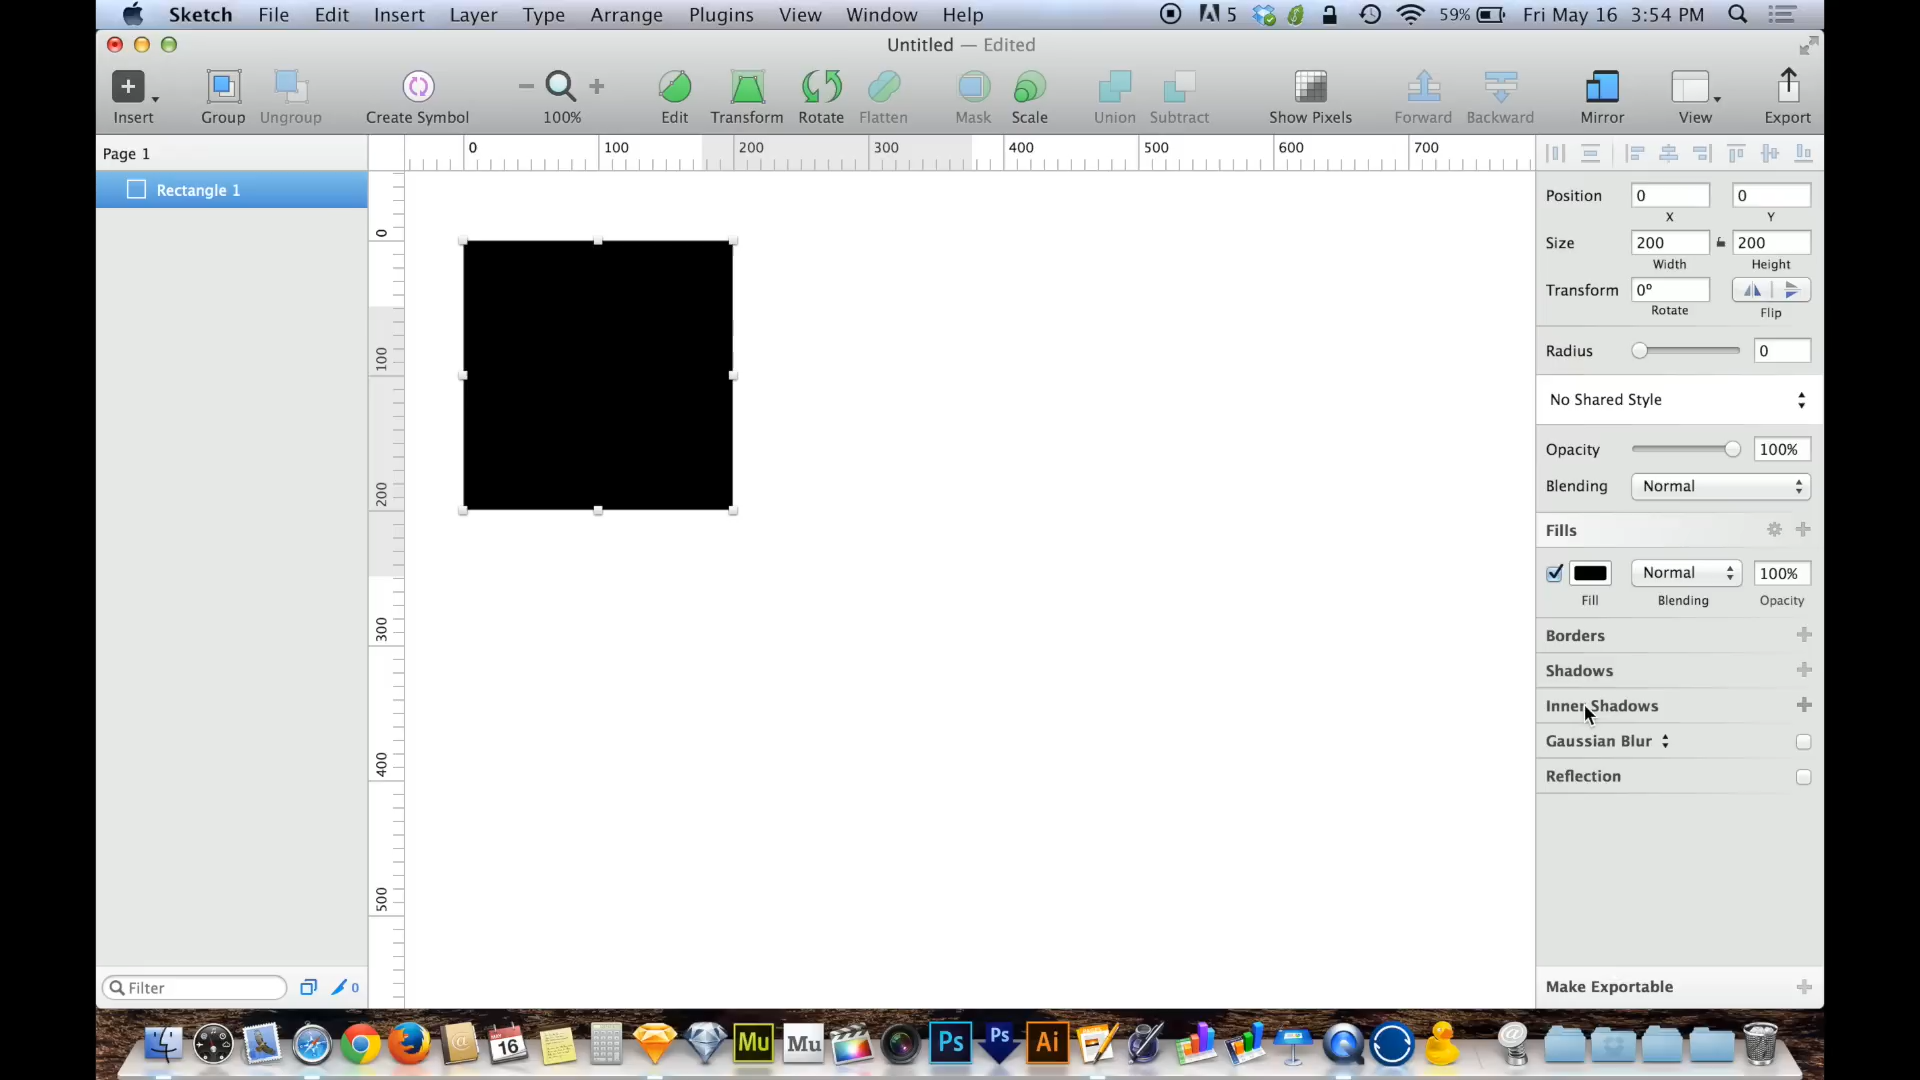 Sketch File Edit Insert Layer Type Arrange Plugins View Window Help 5 59% Fri May 16 3:54 PM
Untitled — Edited
Insert Group Ungroup Create Symbol 100% Edit Transform Rotate Flatten Mask Scale Union Subtract Show Pixels Forward Backward Mirror View Export
Page 1
0 100 200 300 400 500 600 700
Rectangle 1
0
100
200
300
400
500
Position 0 0
X Y
Size 200 200
Width Height
Transform 0°
Rotate Flip
Radius 0
No Shared Style
Opacity 100%
Blending Normal
Fills
Normal 100%
Fill Blending Opacity
Borders
Shadows
Inner Shadows
Gaussian Blur
Reflection
Make Exportable
Filter 0
MAY
16
Mu Mu Ps Ps Ai
@